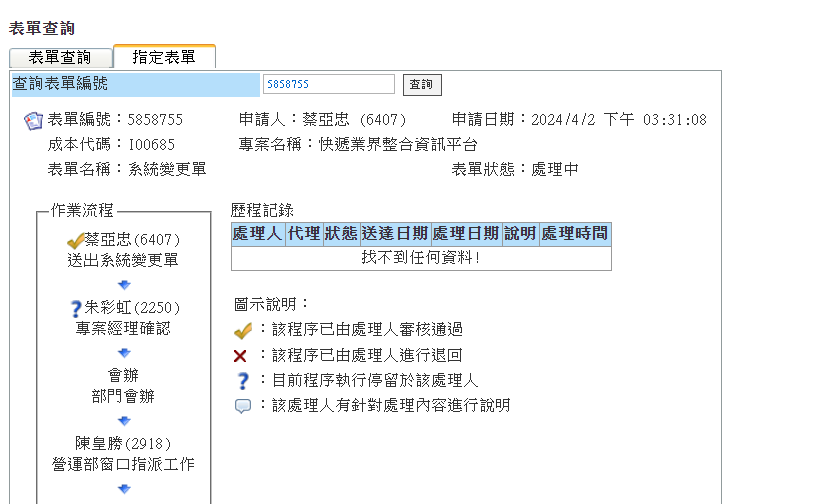 表單查詢
表單查詢 指定表單
查詢表單編號 5858755 查詢
表單編號：5858755 申請人：蔡亞忠 (6407) 申請日期：2024/4/2 下午 03:31:08
成本代碼：I00685 專案名稱：快遞業界整合資訊平台
表單名稱：系統變更單 表單狀態：處理中
作業流程
蔡亞忠(6407)
送出系統變更單
朱彩虹(2250)
專案經理確認
會辦
部門會辦
陳皇勝(2918)
營運部窗口指派工作
歷程記錄
處理人 代理 狀態 送達日期 處理日期 說明 處理時間
找不到任何資料!
圖示說明：
：該程序已由處理人審核通過
：該程序已由處理人進行退回
：目前程序執行停留於該處理人
：該處理人有針對處理內容進行說明